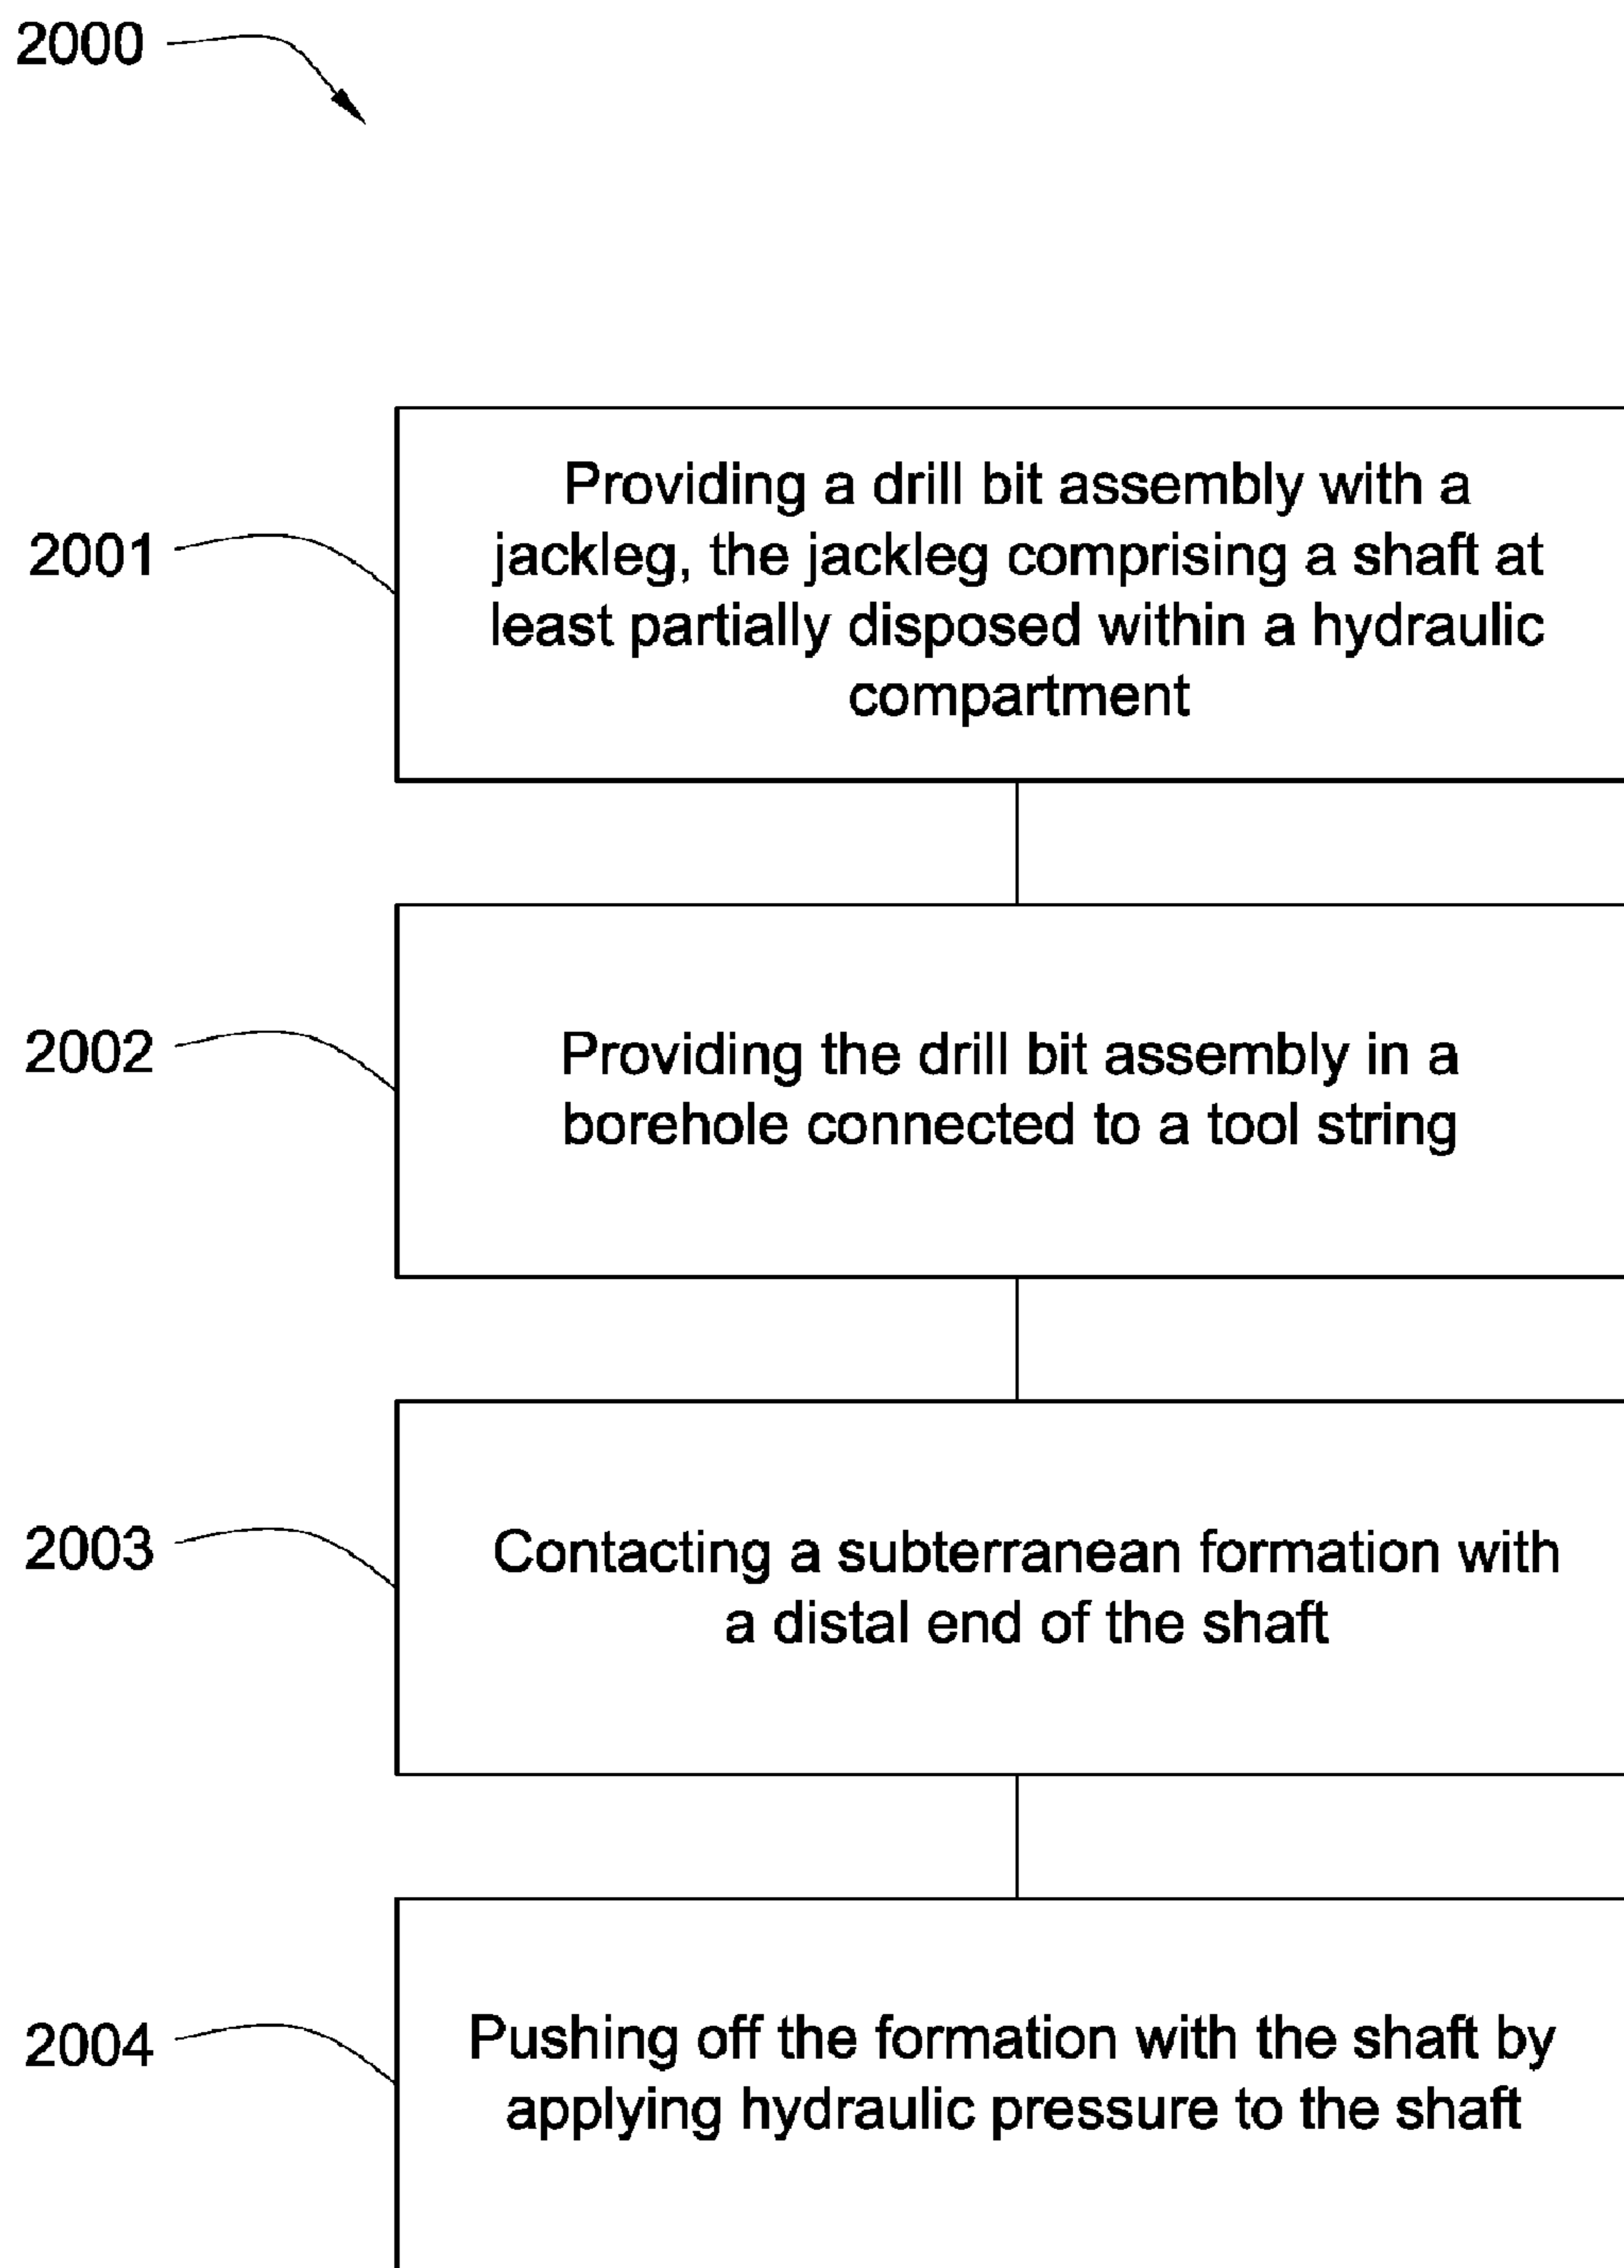 2000
2001
Providing a drill bit assembly with a
jackleg, the jackleg comprising a shaft at
least partially disposed within a hydraulic
compartment
2002
Providing the drill bit assembly in a
borehole connected to a tool string
2003
Contacting a subterranean formation with
a distal end of the shaft
2004
Pushing off the formation with the shaft by
applying hydraulic pressure to the shaft